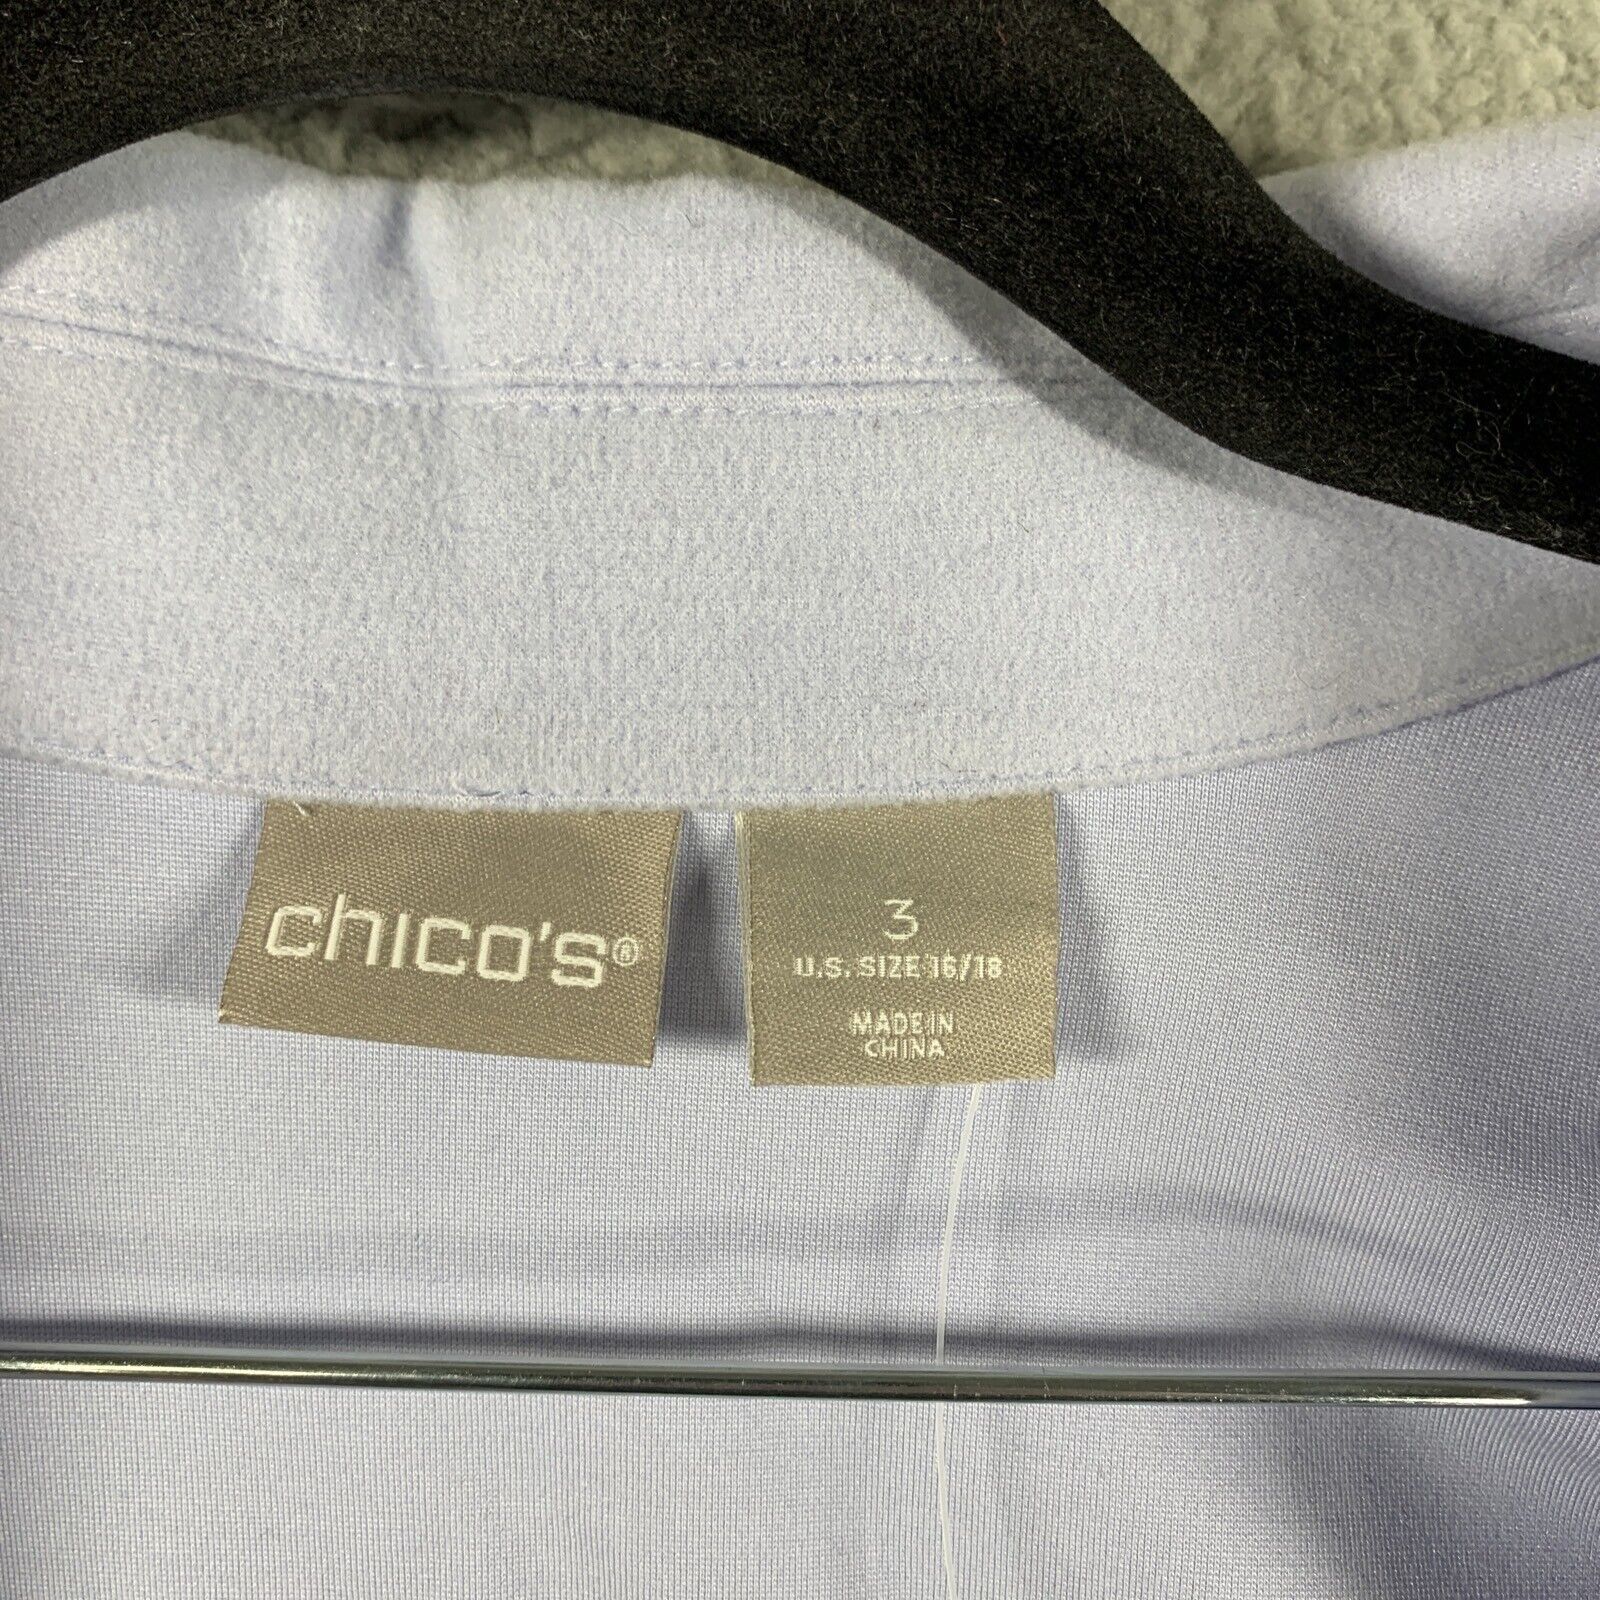 chico's®
3
U.S. SIZE 16/18
MADE IN
CHINA